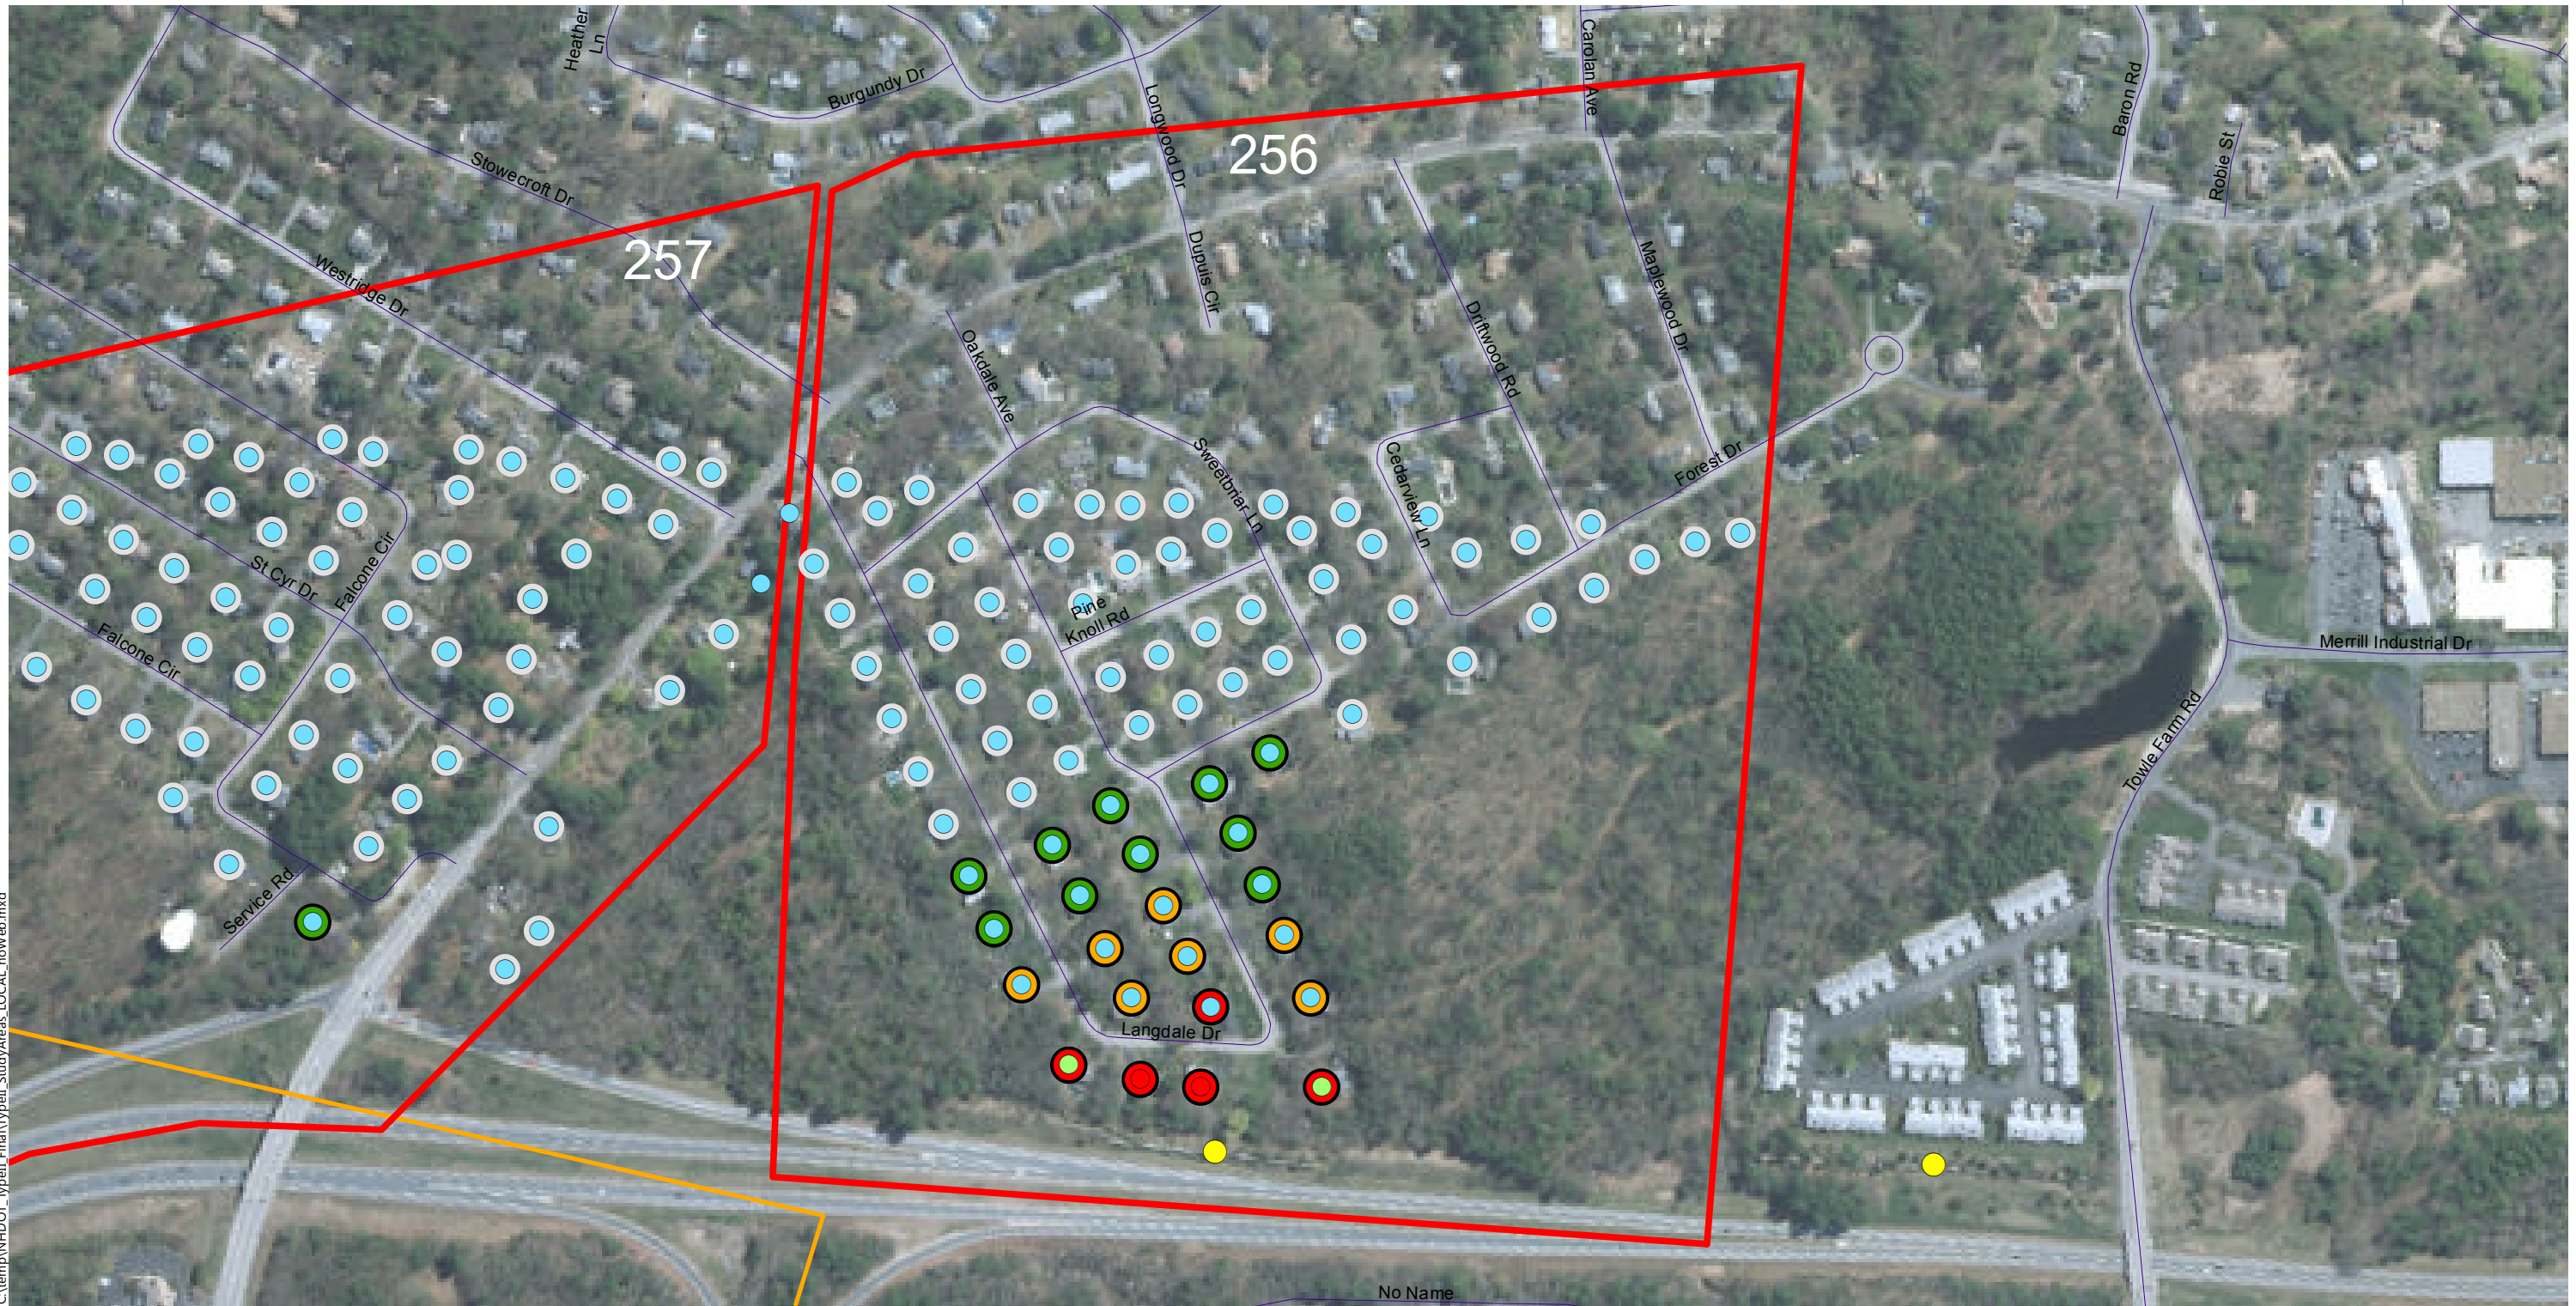 Heather
Ln
Burgundy Dr
Carolan Ave
Baron Rd
Robie St
Longwood Dr
256
Stowecroft Dr
257
Westridge Dr
Dupuis Cir
Maplewood Dr
Driftwood Rd
Oakdale Ave
Sweetbriar Ln
Cedarview Ln
Forest Dr
St Cyr Dr
Falcone Cir
Pine
Knoll Rd
Falcone Cir
Merrill Industrial Dr
Towle Farm Rd
Service Rd
Langdale Dr
No Name